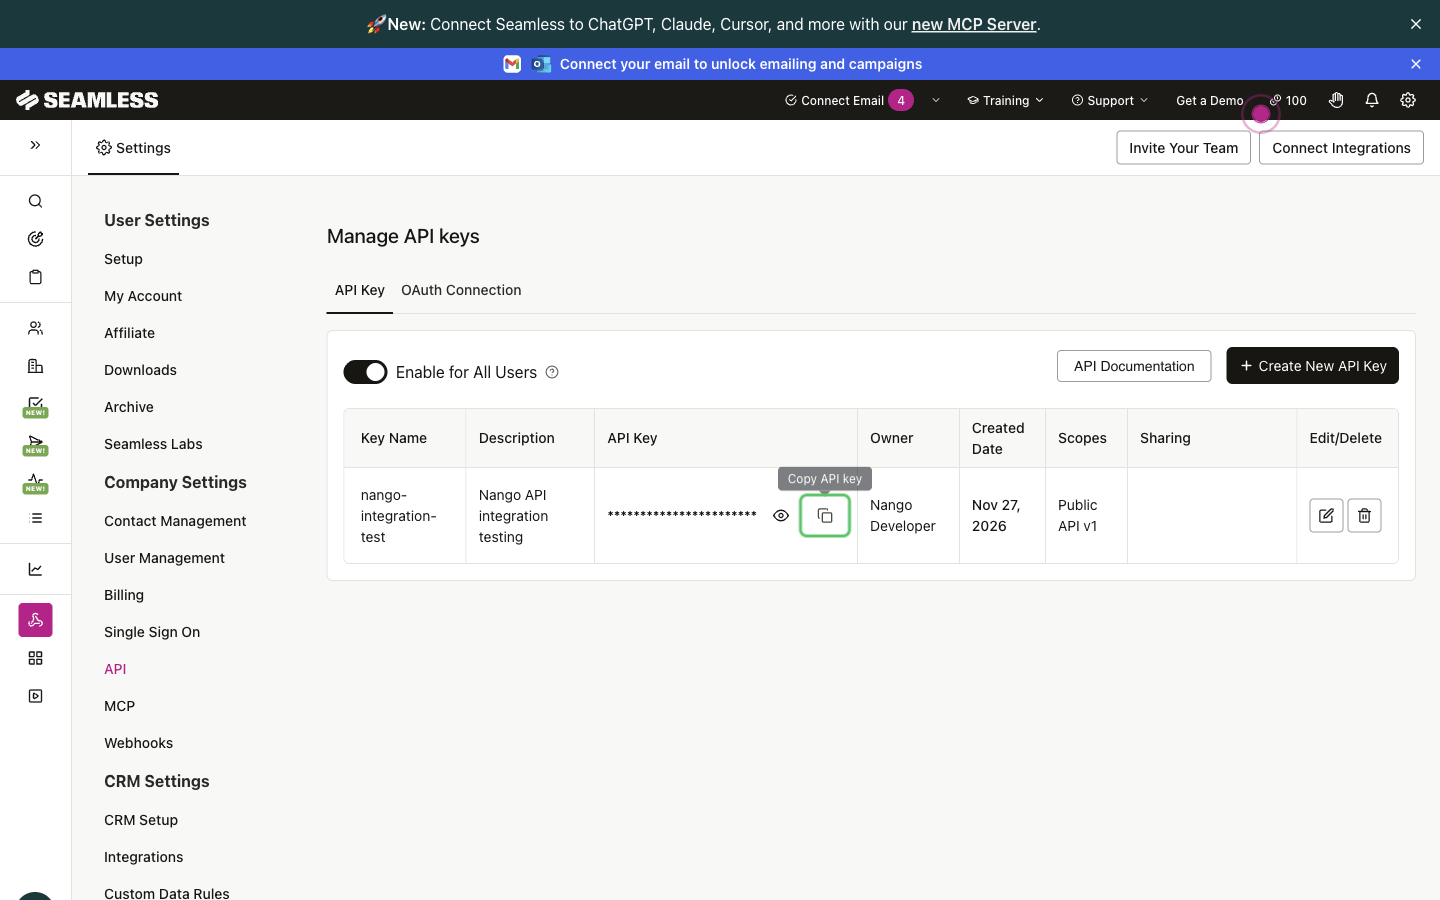 🚀New: Connect Seamless to ChatGPT, Claude, Cursor, and more with our new MCP Server.
Connect your email to unlock emailing and campaigns
SEAMLESS
Connect Email 4
Training
Support
Get a Demo
100
Settings
Invite Your Team
Connect Integrations
User Settings
Setup
My Account
Affiliate
Downloads
Archive
Seamless Labs
Company Settings
Contact Management
User Management
Billing
Single Sign On
API
MCP
Webhooks
CRM Settings
CRM Setup
Integrations
Custom Data Rules
NEW!
NEW!
NEW!
Manage API keys
API Key
OAuth Connection
Enable for All Users
API Documentation
+ Create New API Key
Key Name
Description
API Key
Owner
Created
Date
Scopes
Sharing
Edit/Delete
Copy API key
nango-
integration-
test
Nango API
integration
testing
***********************
Nango
Developer
Nov 27,
2026
Public
API v1